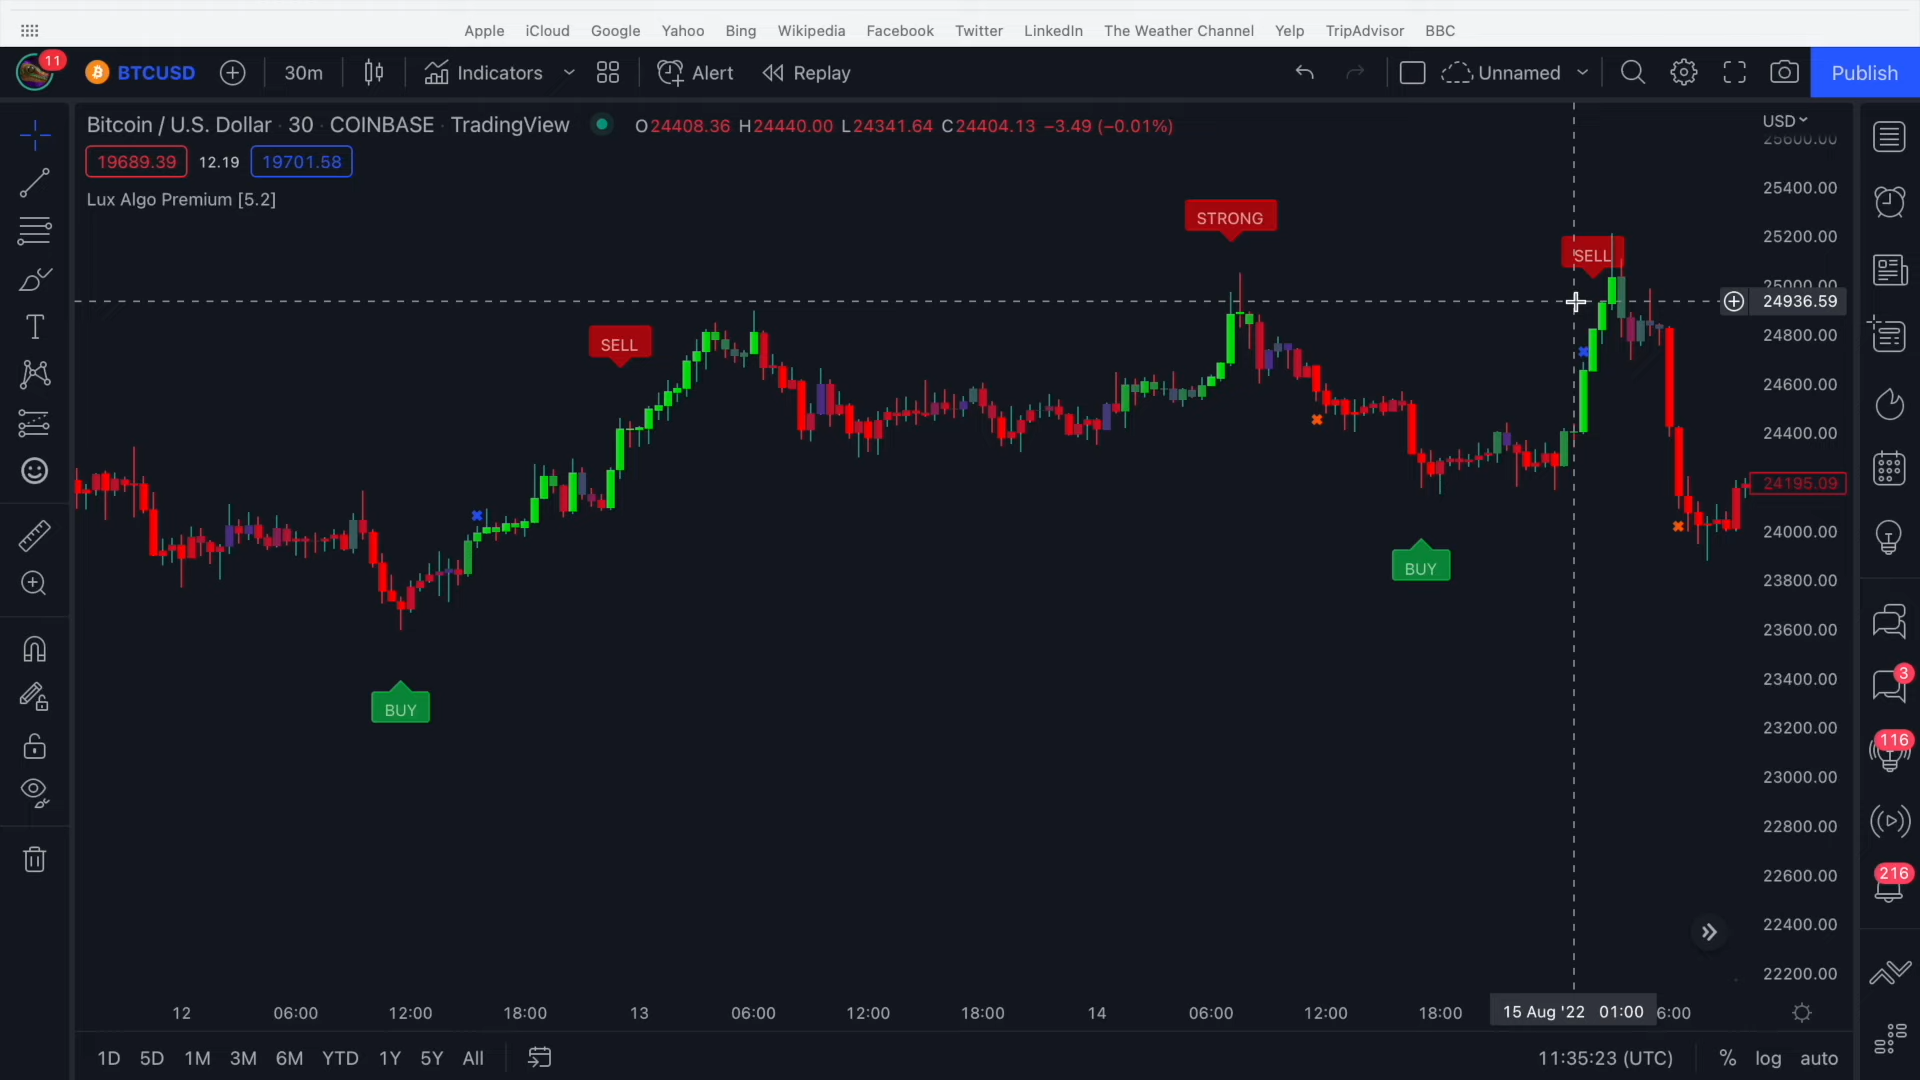 Apple iCloud Google Yahoo Bing Wikipedia Facebook Twitter LinkedIn The Weather Channel Yelp TripAdvisor BBC
11 BTCUSD 30m Indicators Alert Replay Unnamed Publish
Bitcoin / U.S. Dollar · 30 · COINBASE · TradingView O24408.36 H24440.00 L24341.64 C24404.13 −3.49 (−0.01%)
USD
25600.00
19689.39 12.19 19701.58
Lux Algo Premium [5.2]
25400.00
STRONG
25200.00
SELL
25000.00
24936.59
SELL
24800.00
24600.00
24400.00
24195.09
24000.00
BUY
23800.00
23600.00
23400.00
3
BUY
23200.00
116
23000.00
22800.00
22600.00
216
22400.00
22200.00
12 06:00 12:00 18:00 13 06:00 12:00 18:00 14 06:00 12:00 18:00 15 Aug '22 01:00 6:00
1D 5D 1M 3M 6M YTD 1Y 5Y All 11:35:23 (UTC) % log auto